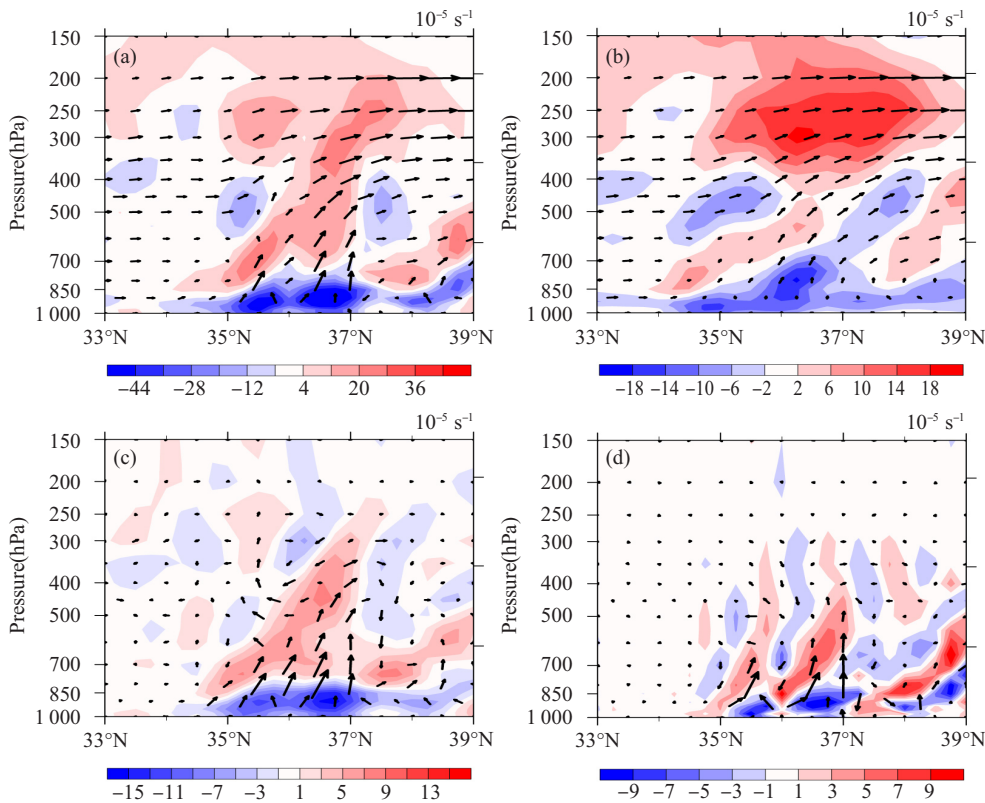 10⁻⁵ s⁻¹
(a)
Pressure(hPa)
150
200
250
300
400
500
700
850
1 000
33°N 35°N 37°N 39°N
−44 −28 −12 4 20 36
10⁻⁵ s⁻¹
(b)
Pressure(hPa)
150
200
250
300
400
500
700
850
1 000
33°N 35°N 37°N 39°N
−18 −14 −10 −6 −2 2 6 10 14 18
10⁻⁵ s⁻¹
(c)
Pressure(hPa)
150
200
250
300
400
500
700
850
1 000
33°N 35°N 37°N 39°N
−15 −11 −7 −3 1 5 9 13
10⁻⁵ s⁻¹
(d)
Pressure(hPa)
150
200
250
300
400
500
700
850
1 000
33°N 35°N 37°N 39°N
−9 −7 −5 −3 −1 1 3 5 7 9